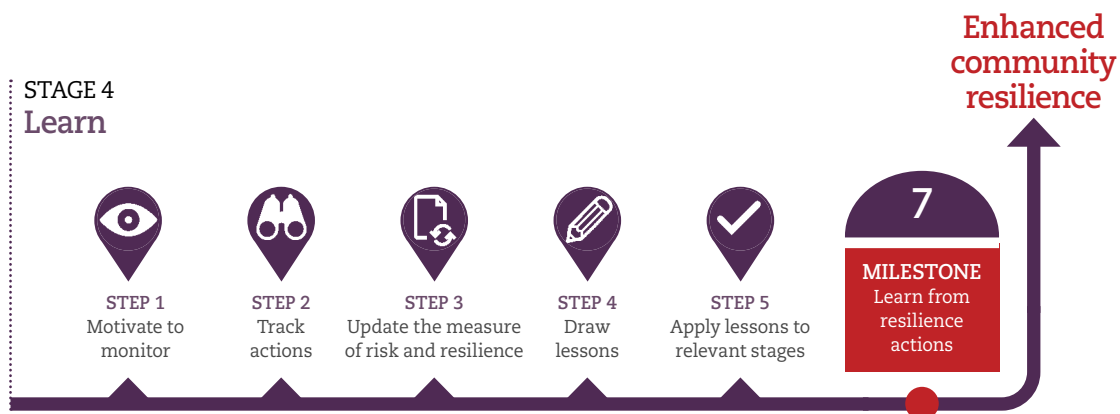 STAGE 4
Learn
STEP 1
Motivate to
monitor
STEP 2
Track
actions
STEP 3
Update the measure
of risk and resilience
STEP 4
Draw
lessons
STEP 5
Apply lessons to
relevant stages
7
MILESTONE
Learn from
resilience
actions
Enhanced
community
resilience